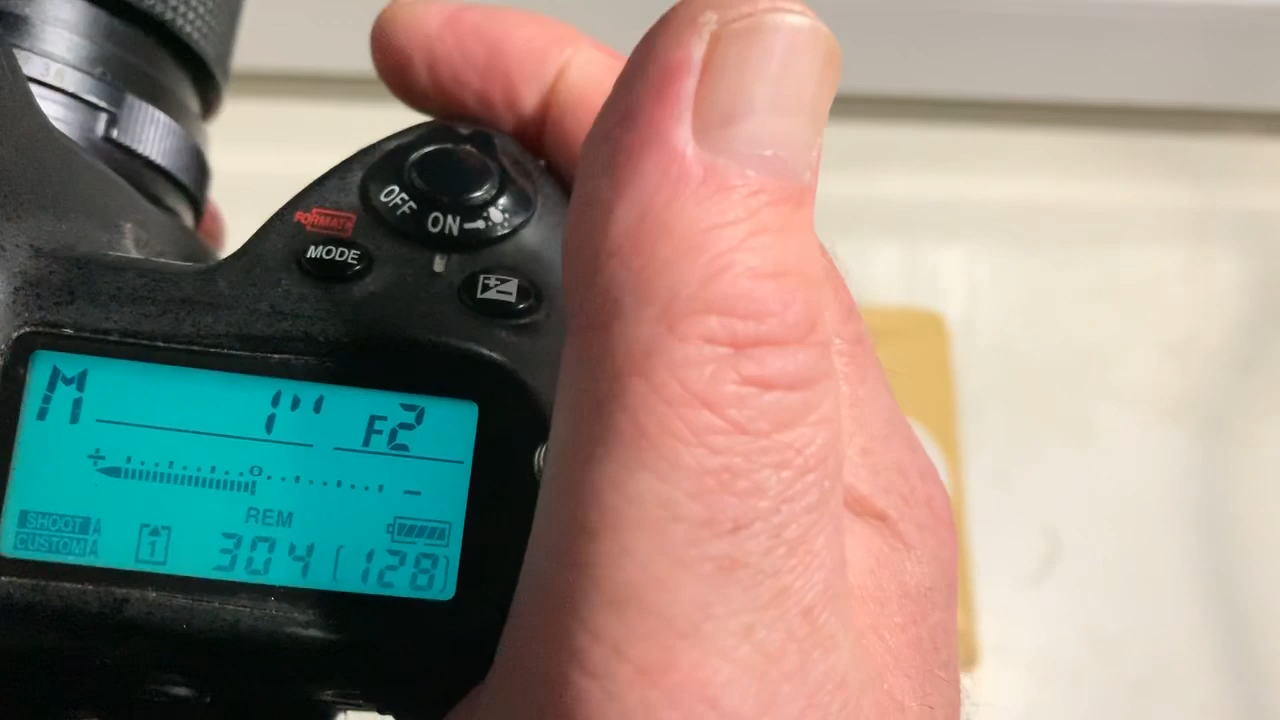 OFF ON
FORMAT
MODE
M 1" F2
+ 0 -
REM
SHOOT A
CUSTOM A
1 304 [128]